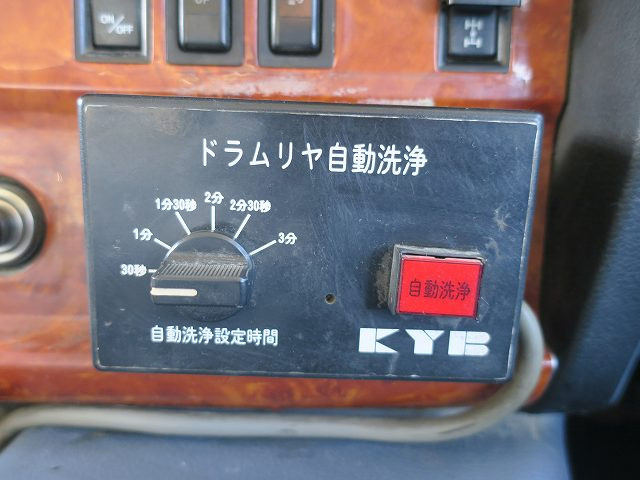 ON/OFF
ドラムリヤ自動洗浄
30秒
1分
1分30秒
2分
2分30秒
3分
自動洗浄設定時間
自動洗浄
KYB